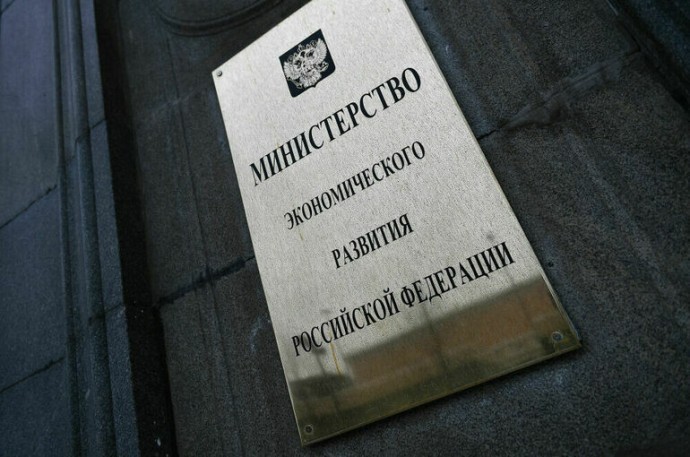 МИНИСТЕРСТВО
ЭКОНОМИЧЕСКОГО
РАЗВИТИЯ
РОССИЙСКОЙ ФЕДЕРАЦИИ